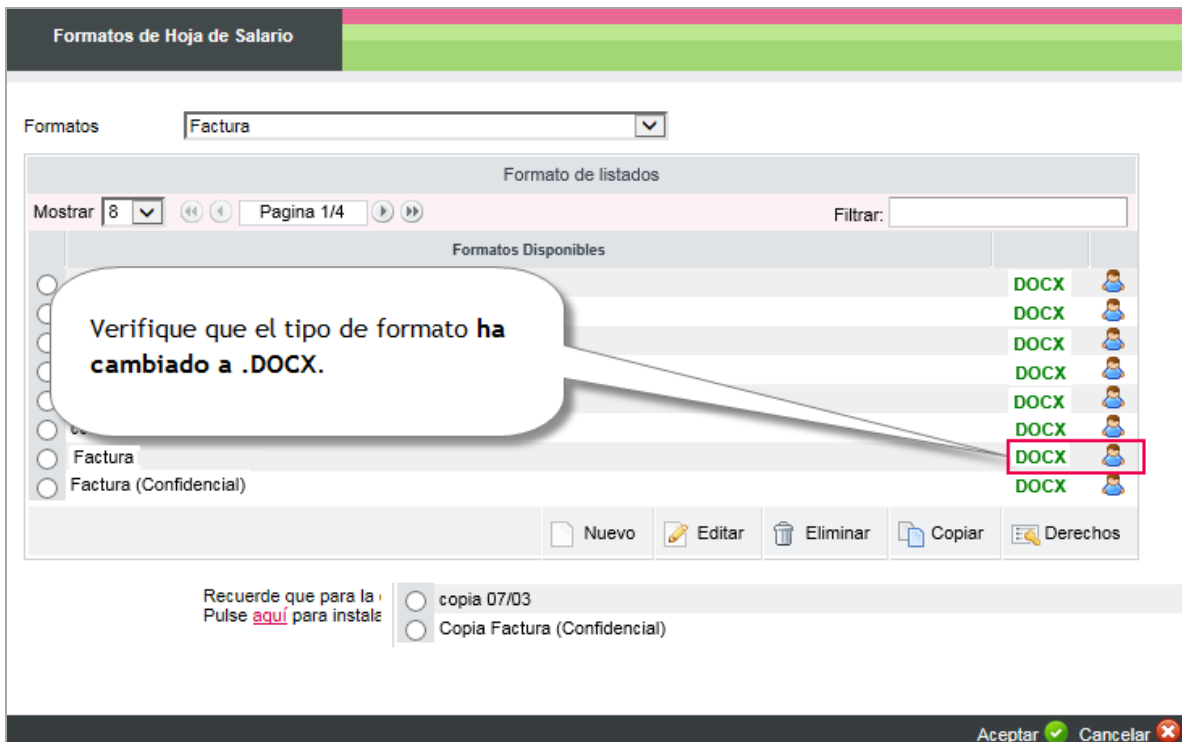 Formatos de Hoja de Salario
Formatos Factura
Formato de listados
Mostrar 8 Pagina 1/4 Filtrar:
Formatos Disponibles
DOCX
DOCX
Verifique que el tipo de formato ha
DOCX
cambiado a .DOCX.
DOCX
DOCX
DOCX
Factura DOCX
Factura (Confidencial) DOCX
Nuevo Editar Eliminar Copiar Derechos
Recuerde que para la
Pulse aquí para instala
copia 07/03
Copia Factura (Confidencial)
Aceptar Cancelar